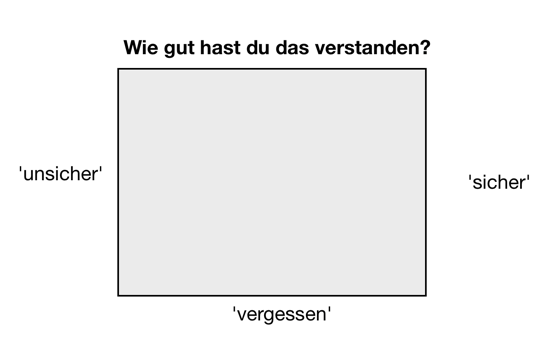 Wie gut hast du das verstanden?
'unsicher'
'sicher'
'vergessen'